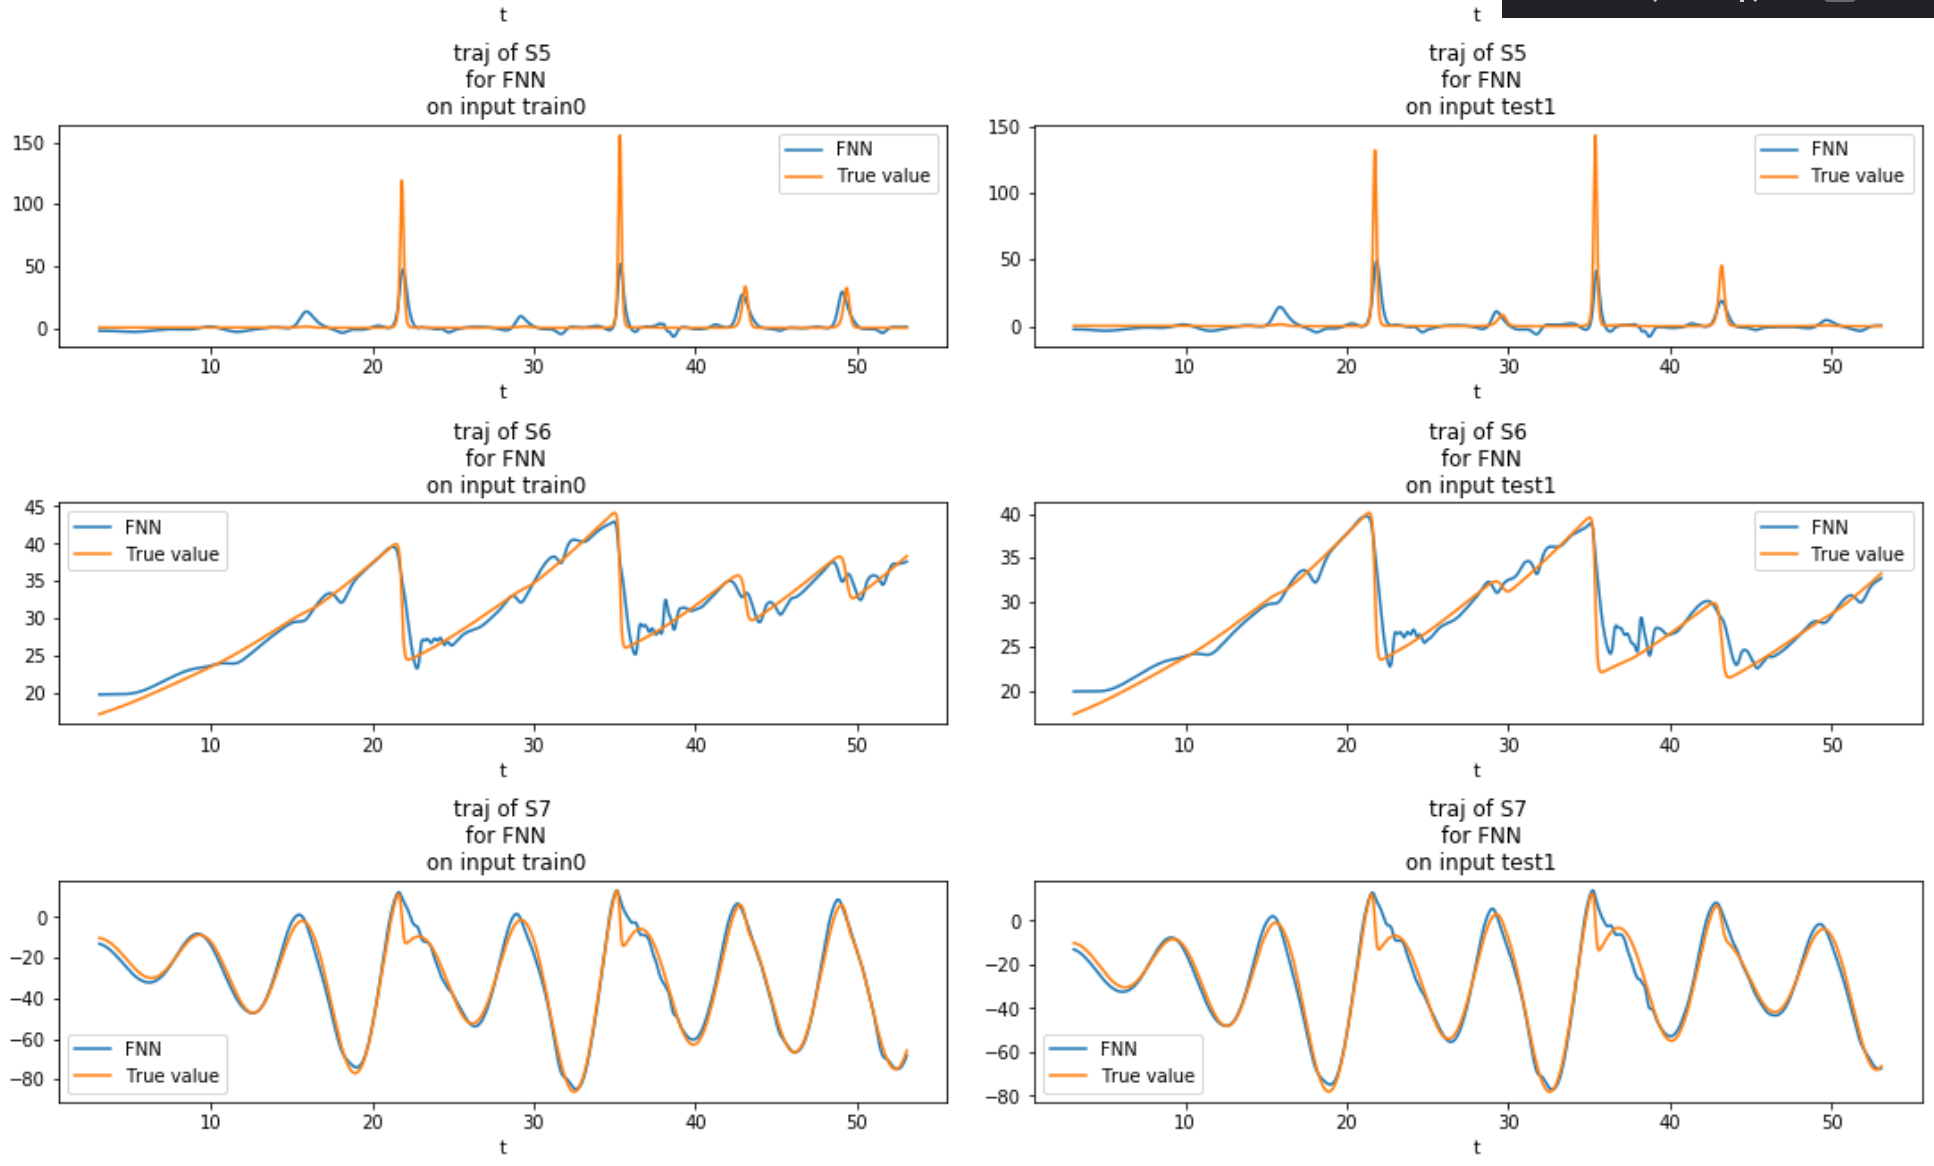 t
t
traj of S5
for FNN
on input train0
150
100
50
0
FNN
True value
10
20
30
40
50
t
traj of S5
for FNN
on input test1
150
100
50
0
FNN
True value
10
20
30
40
50
t
traj of S6
for FNN
on input train0
45
40
35
30
25
20
FNN
True value
10
20
30
40
50
t
traj of S6
for FNN
on input test1
40
35
30
25
20
FNN
True value
10
20
30
40
50
t
traj of S7
for FNN
on input train0
0
−20
−40
−60
−80
FNN
True value
10
20
30
40
50
t
traj of S7
for FNN
on input test1
0
−20
−40
−60
−80
FNN
True value
10
20
30
40
50
t